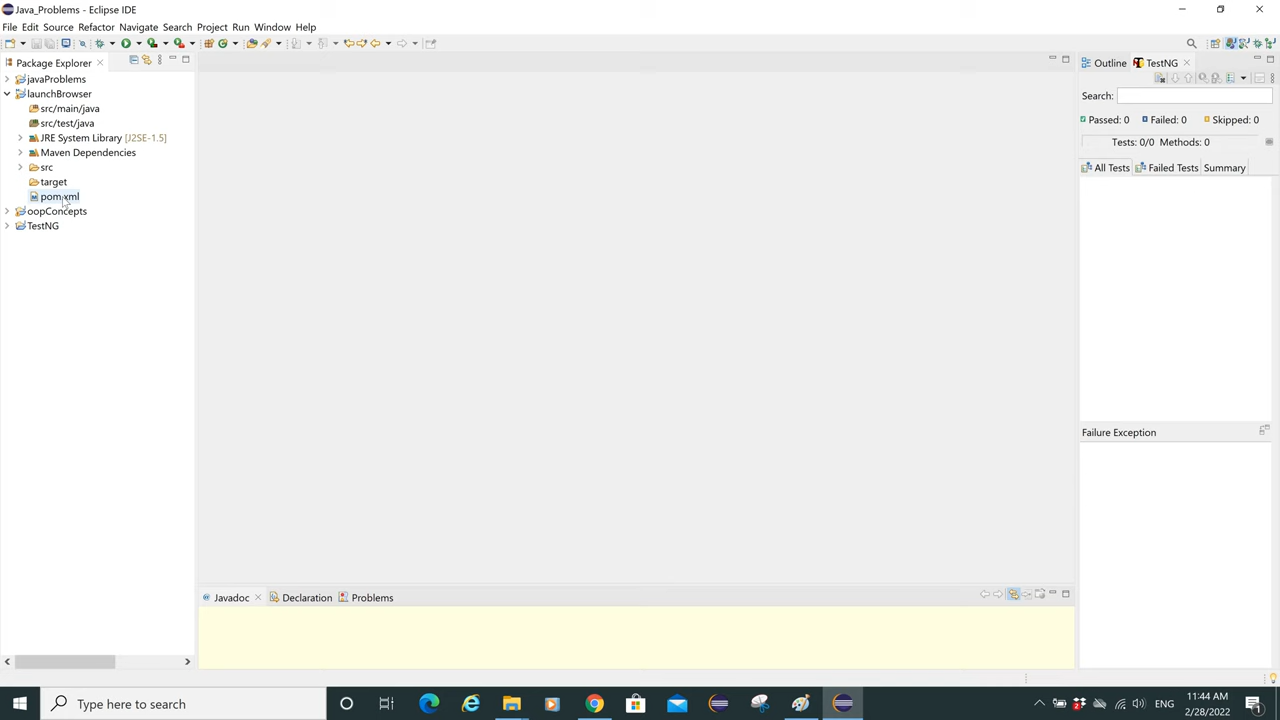 Java_Problems - Eclipse IDE
File Edit Source Refactor Navigate Search Project Run Window Help
Package Explorer
Outline TestNG
javaProblems
launchBrowser
src/main/java
src/test/java
JRE System Library [J2SE-1.5]
Maven Dependencies
src
target
pom.xml
oopConcepts
TestNG
Search:
Passed: 0 Failed: 0 Skipped: 0
Tests: 0/0 Methods: 0
All Tests Failed Tests Summary
Failure Exception
Javadoc Declaration Problems
Type here to search
2
ENG
11:44 AM
2/28/2022
1